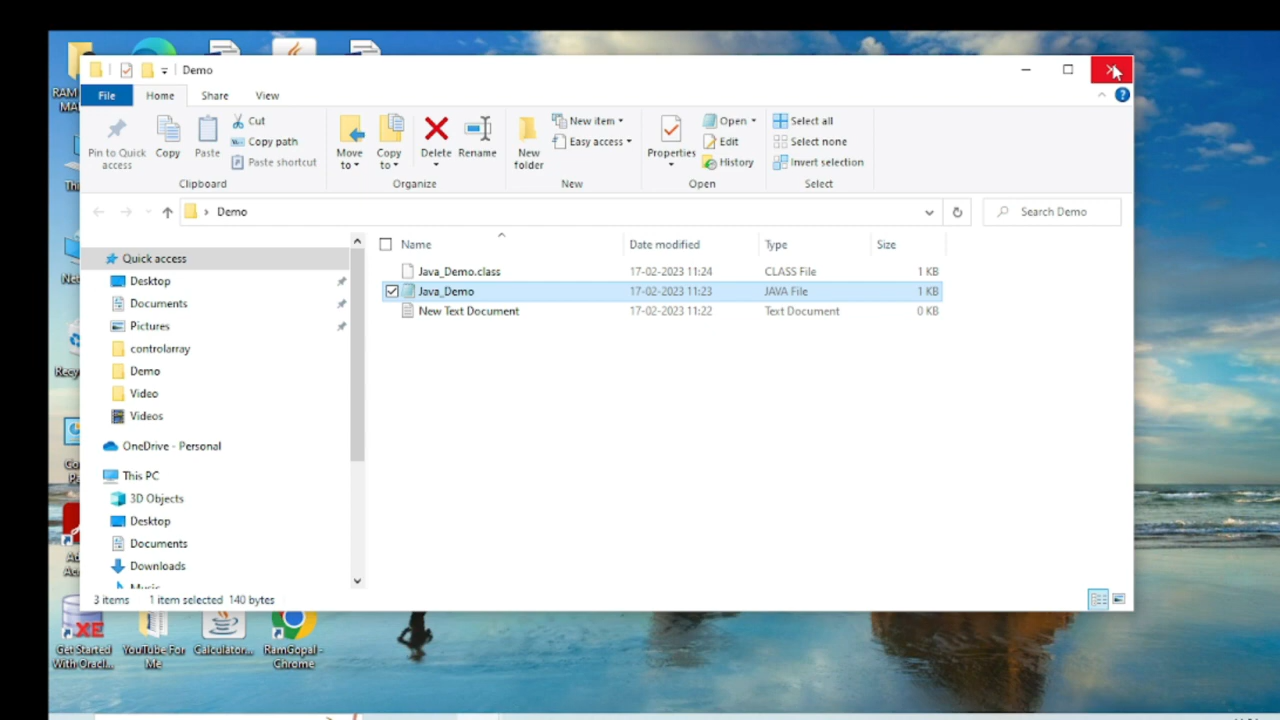 Demo
File
Home
Share
View
Pin to Quick access
Copy
Paste
Cut
Copy path
Paste shortcut
Clipboard
Move to
Copy to
Delete
Rename
Organize
New folder
New item
Easy access
New
Properties
Open
Edit
History
Open
Select all
Select none
Invert selection
Select
Demo
Search Demo
Name
Date modified
Type
Size
Java_Demo.class 17-02-2023 11:24 CLASS File 1 KB
Java_Demo 17-02-2023 11:23 JAVA File 1 KB
New Text Document 17-02-2023 11:22 Text Document 0 KB
Quick access
Desktop
Documents
Pictures
controlarray
Demo
Video
Videos
OneDrive - Personal
This PC
3D Objects
Desktop
Documents
Downloads
Music
3 items 1 item selected 140 bytes
XE
Get Started With Oracl...
YouTube For Me
Calculator...
RamGopal - Chrome